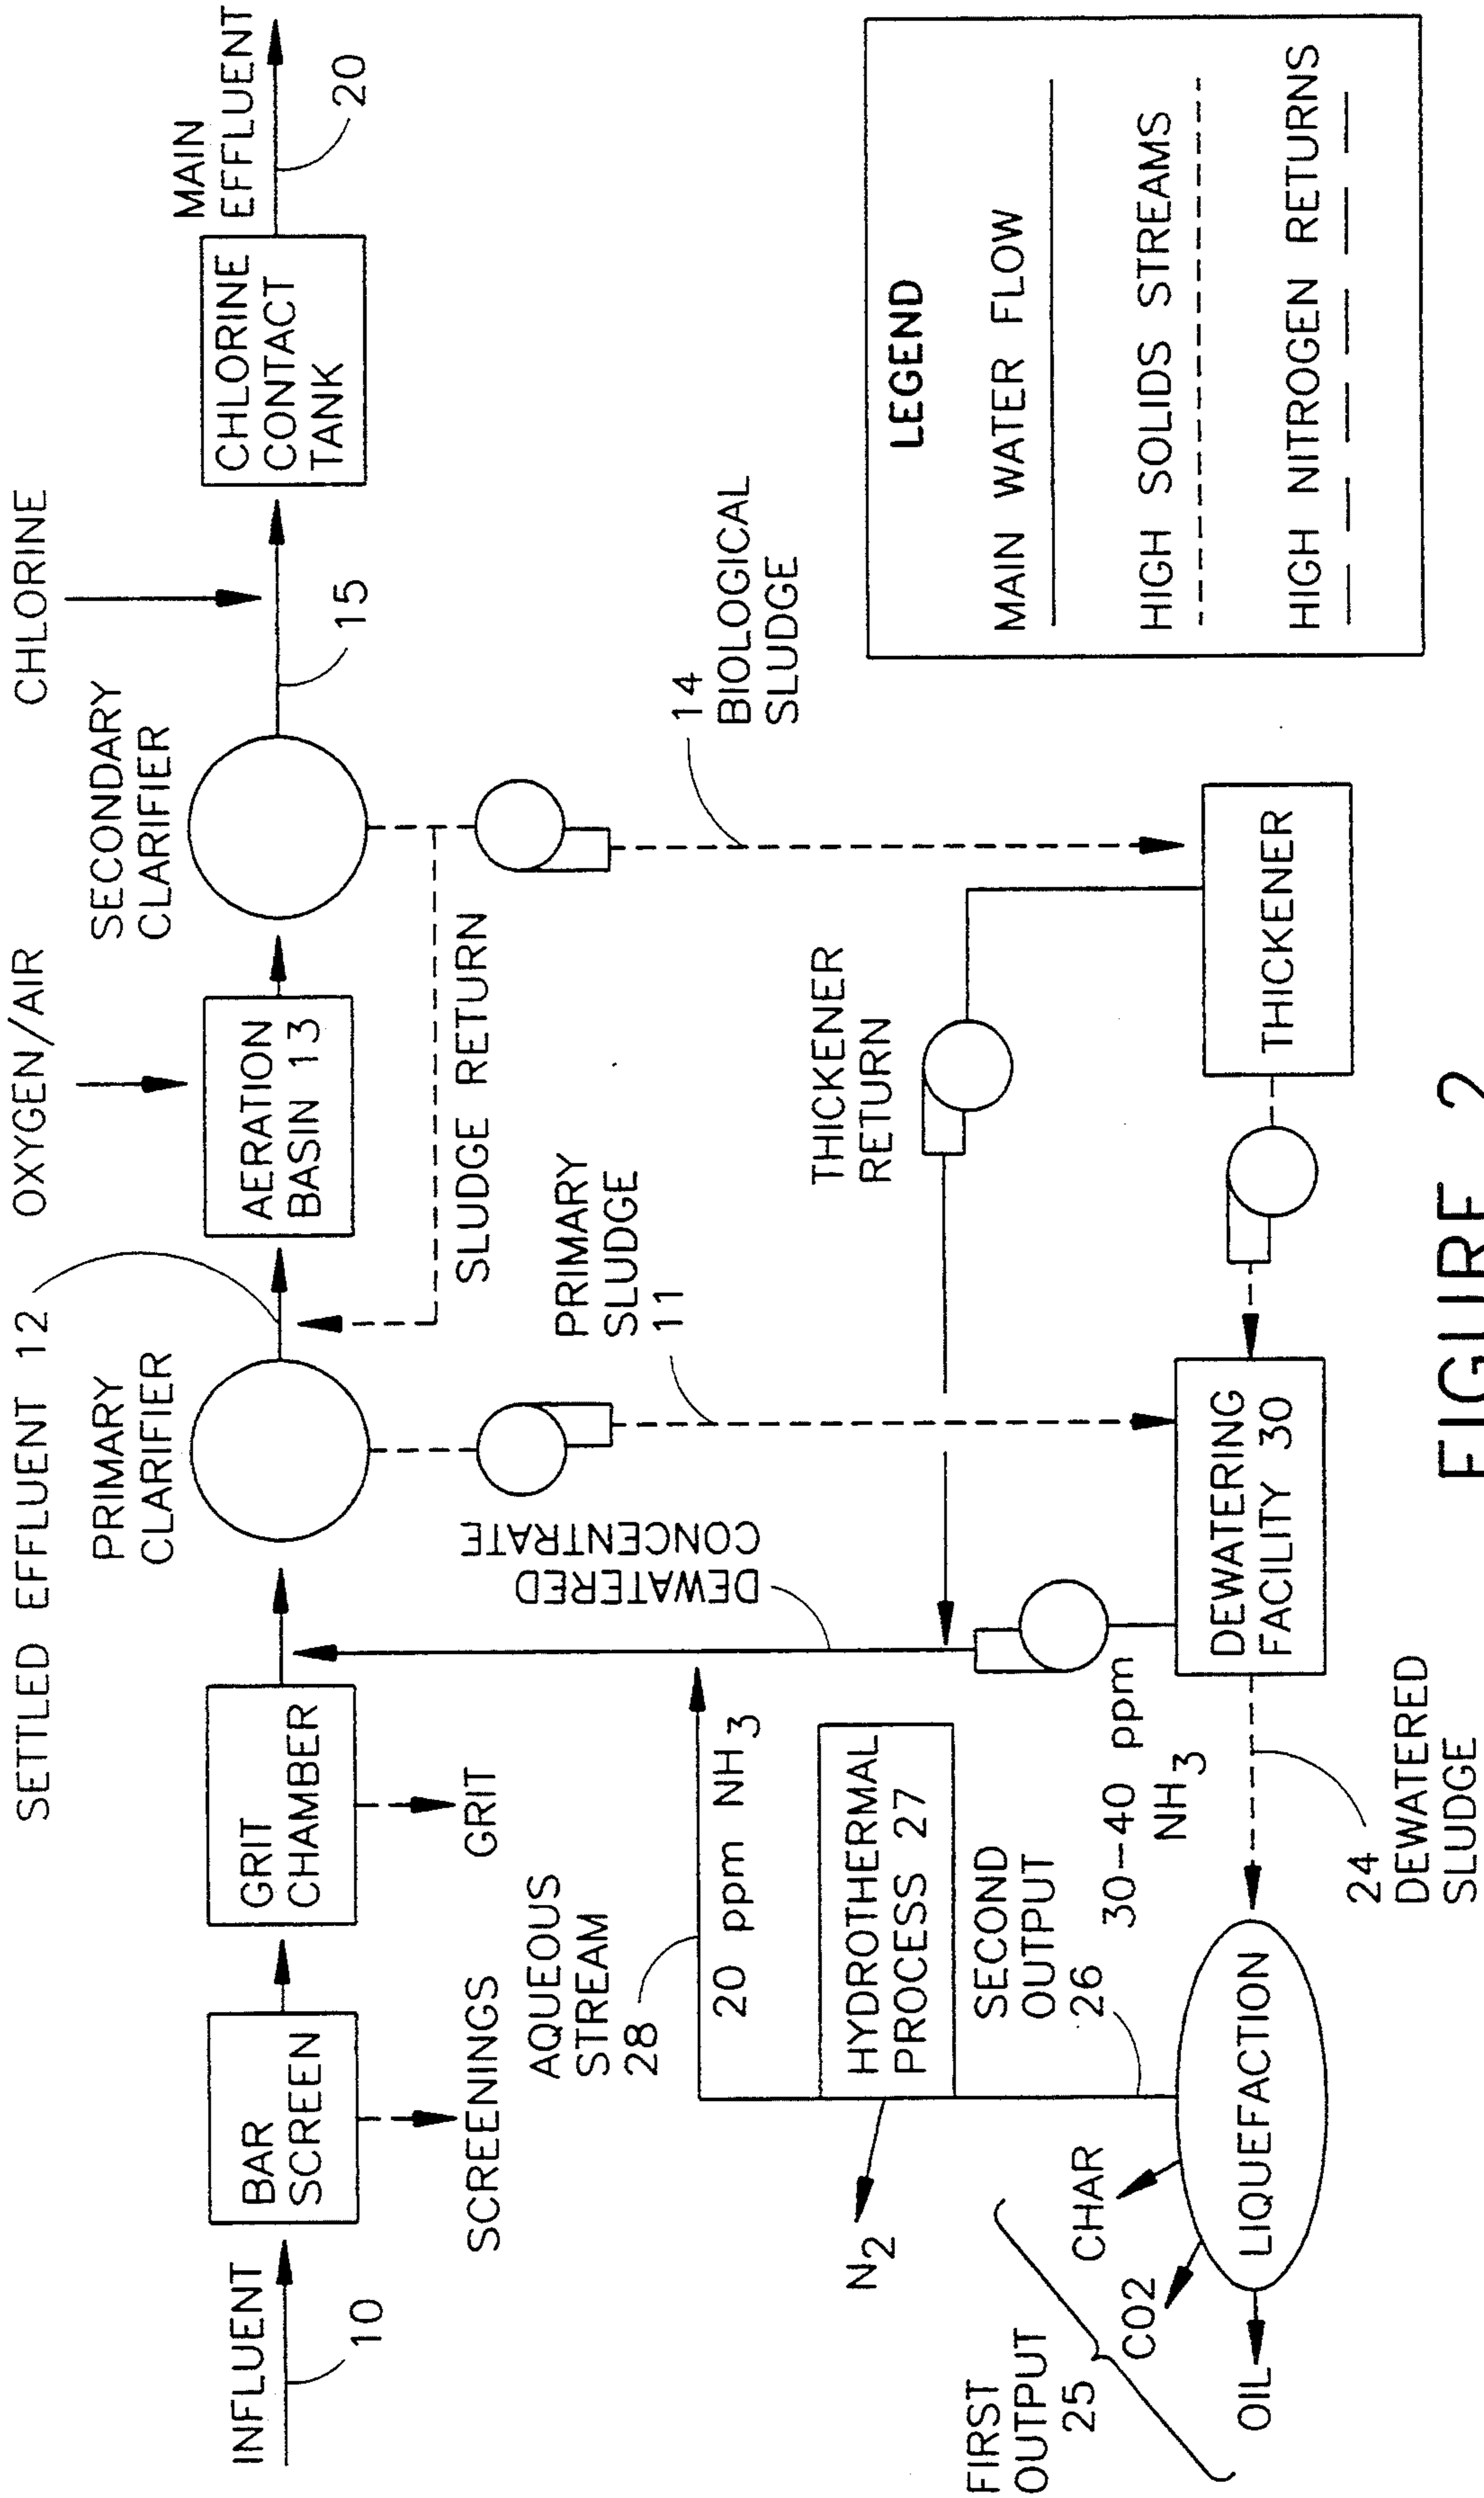 SETTLED EFFLUENT 12
OXYGEN/AIR
CHLORINE
PRIMARY
CLARIFIER
SECONDARY
CLARIFIER
MAIN
EFFLUENT
INFLUENT
10
BAR
SCREEN
GRIT
CHAMBER
AERATION
BASIN 13
15
CHLORINE
CONTACT
TANK
20
SCREENINGS
GRIT
SLUDGE RETURN
DEWATERED
CONCENTRATE
PRIMARY
SLUDGE
11
14
BIOLOGICAL
SLUDGE
AQUEOUS
STREAM
28
20 ppm NH3
THICKENER
RETURN
N2
HYDROTHERMAL
PROCESS 27
FIRST
OUTPUT
25
SECOND
OUTPUT
26
CHAR
CO2
30-40 ppm
NH3
OIL
LIQUEFACTION
DEWATERING
FACILITY 30
THICKENER
24
DEWATERED
SLUDGE
LEGEND
MAIN WATER FLOW
HIGH SOLIDS STREAMS
HIGH NITROGEN RETURNS
FIGURE 2